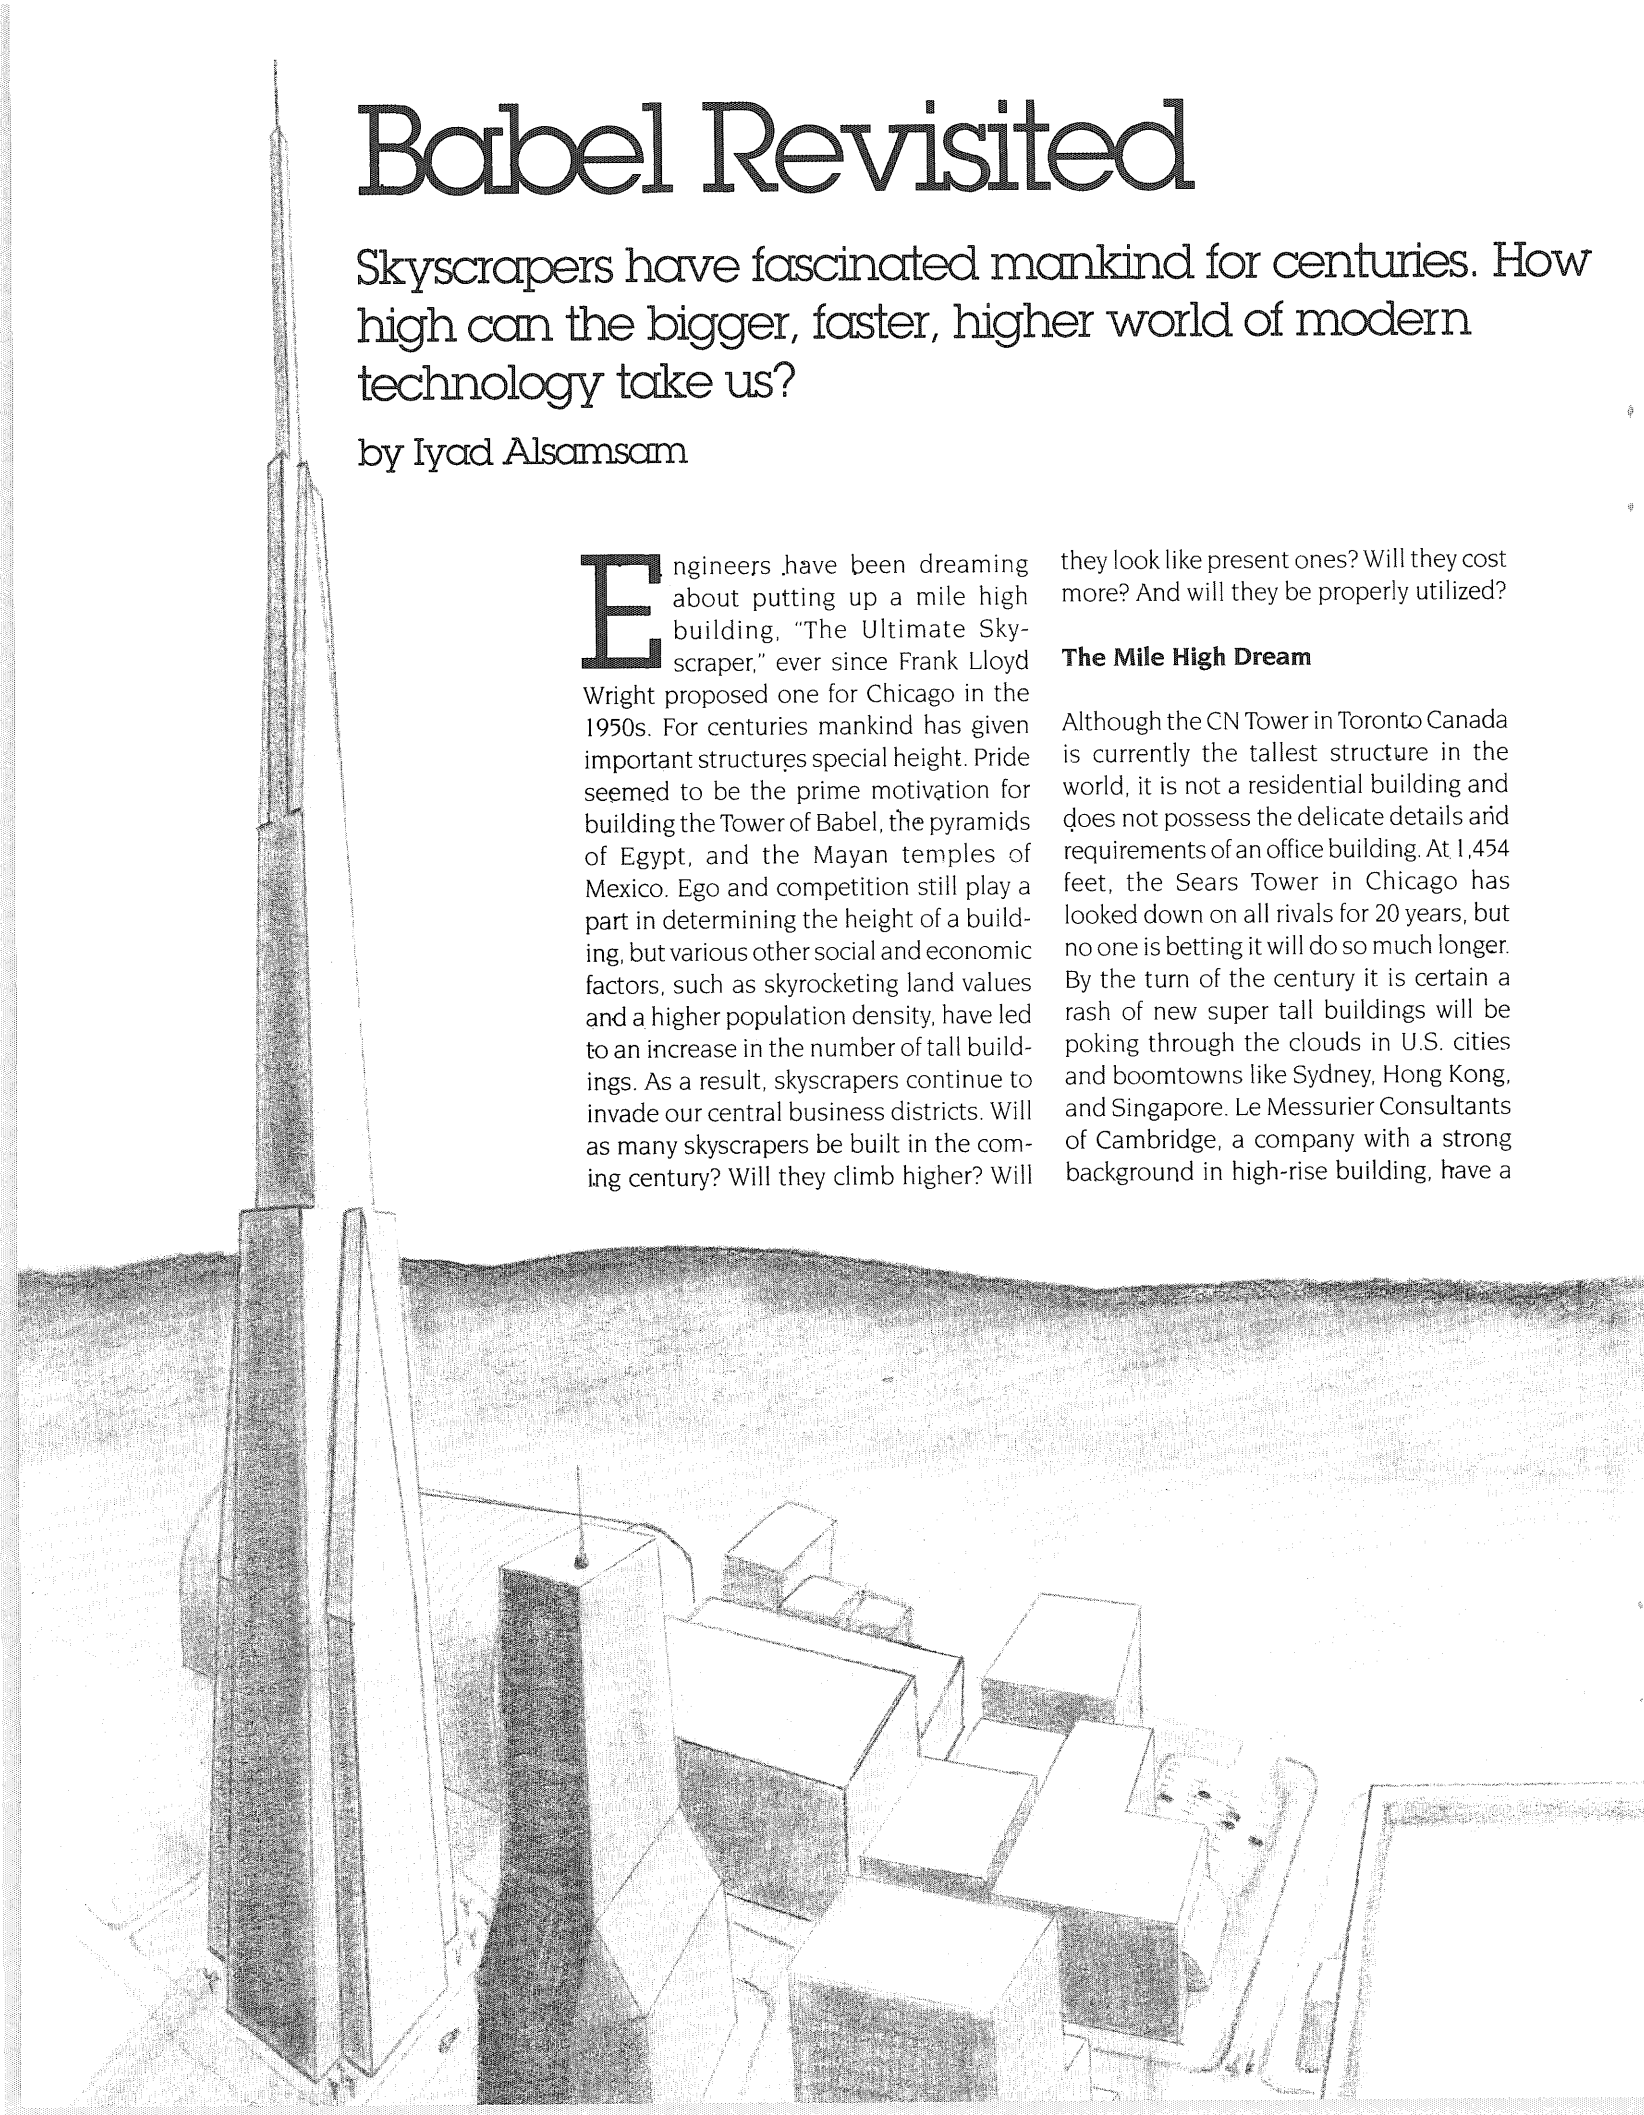 Babel Revisited
Skyscrapers have fascinated mankind for centuries. How
high can the bigger, faster, higher world of modern
technology take us?
by Iyad Alsamsam
Engineers have been dreaming
about putting up a mile high
building, "The Ultimate Sky-
scraper," ever since Frank Lloyd
Wright proposed one for Chicago in the
1950s. For centuries mankind has given
important structures special height. Pride
seemed to be the prime motivation for
building the Tower of Babel, the pyramids
of Egypt, and the Mayan temples of
Mexico. Ego and competition still play a
part in determining the height of a build-
ing, but various other social and economic
factors, such as skyrocketing land values
and a higher population density, have led
to an increase in the number of tall build-
ings. As a result, skyscrapers continue to
invade our central business districts. Will
as many skyscrapers be built in the com-
ing century? Will they climb higher? Will
they look like present ones? Will they cost
more? And will they be properly utilized?
The Mile High Dream
Although the CN Tower in Toronto Canada
is currently the tallest structure in the
world, it is not a residential building and
does not possess the delicate details and
requirements of an office building. At 1,454
feet, the Sears Tower in Chicago has
looked down on all rivals for 20 years, but
no one is betting it will do so much longer.
By the turn of the century it is certain a
rash of new super tall buildings will be
poking through the clouds in U.S. cities
and boomtowns like Sydney, Hong Kong,
and Singapore. Le Messurier Consultants
of Cambridge, a company with a strong
background in high-rise building, have a